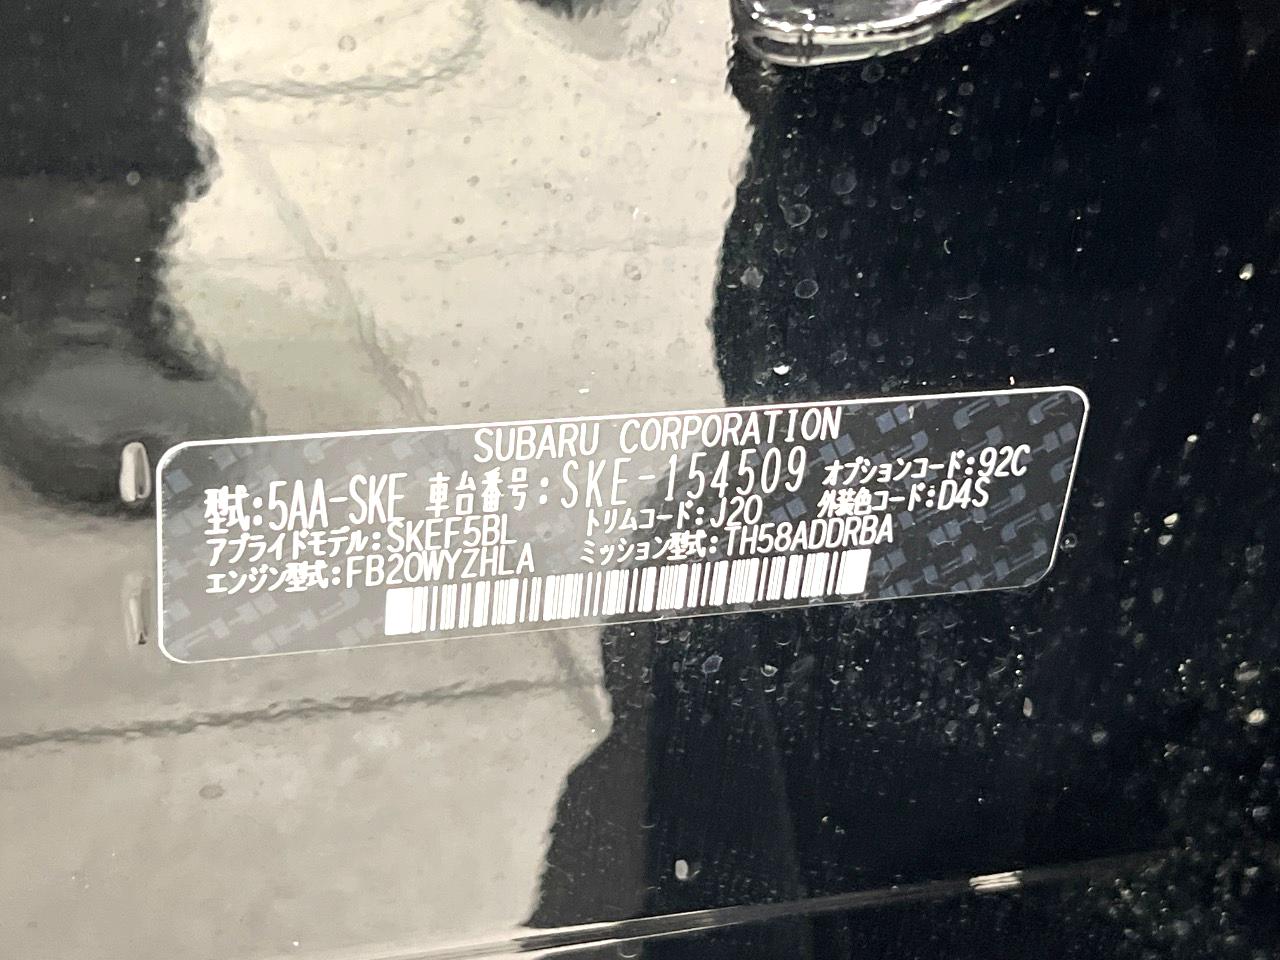 SUBARU CORPORATION
型式:5AA-SKE 車台番号:SKE-154509 オプションコード:92C
アプライドモデル:SKEF5BL トリムコード:J20 外装色コード:D4S
エンジン型式:FB20WYZHLA ミッション型式:TH58ADDRBA